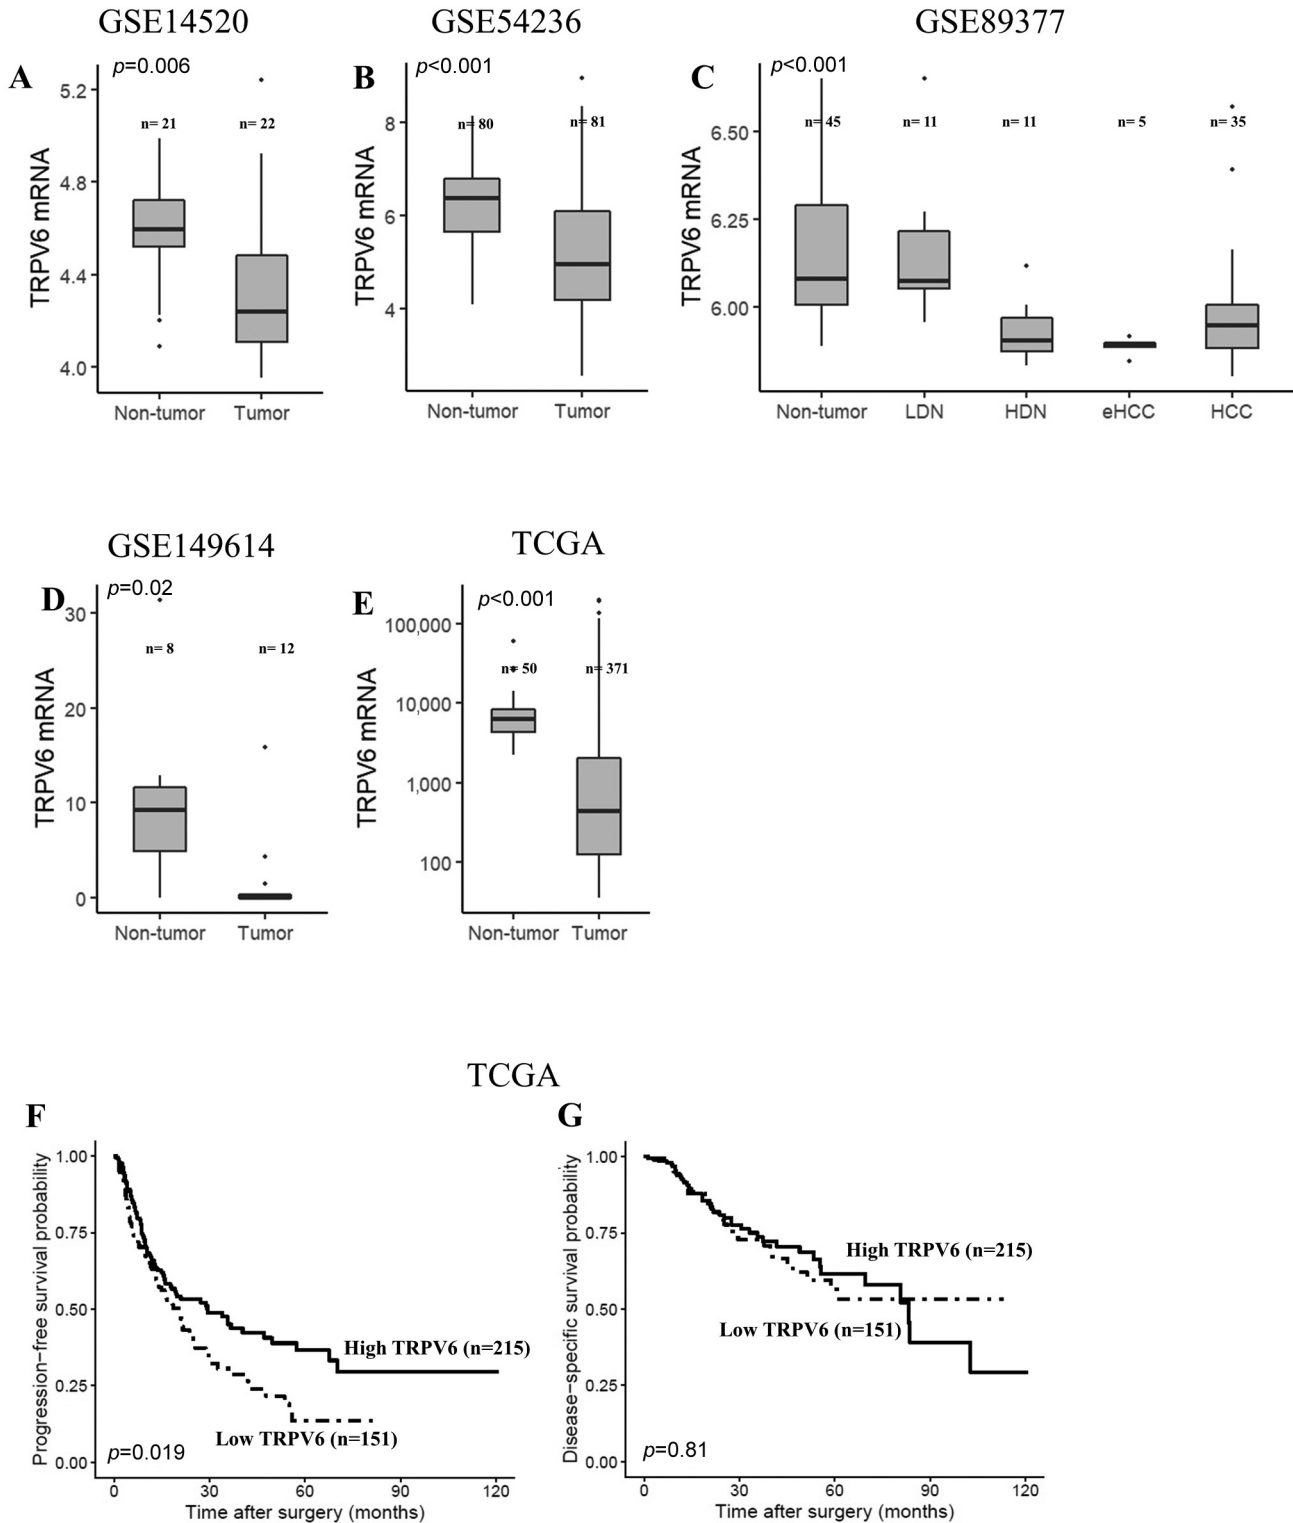 GSE14520
GSE54236
GSE89377
A
p=0.006
5.2
4.8
4.4
4.0
TRPV6 mRNA
n= 21
n= 22
Non-tumor
Tumor
B
p<0.001
8
6
4
TRPV6 mRNA
n= 80
n= 81
Non-tumor
Tumor
C
p<0.001
6.50
6.25
6.00
TRPV6 mRNA
n= 45
n= 11
n= 11
n= 5
n= 35
Non-tumor
LDN
HDN
eHCC
HCC
GSE149614
TCGA
D
p=0.02
30
20
10
0
TRPV6 mRNA
n= 8
n= 12
Non-tumor
Tumor
E
p<0.001
100,000
10,000
1,000
100
TRPV6 mRNA
n= 50
n= 371
Non-tumor
Tumor
TCGA
F
Progression−free survival probability
1.00
0.75
0.50
0.25
0.00
High TRPV6 (n=215)
Low TRPV6 (n=151)
p=0.019
0
30
60
90
120
Time after surgery (months)
G
Disease−specific survival probability
1.00
0.75
0.50
0.25
0.00
High TRPV6 (n=215)
Low TRPV6 (n=151)
p=0.81
0
30
60
90
120
Time after surgery (months)